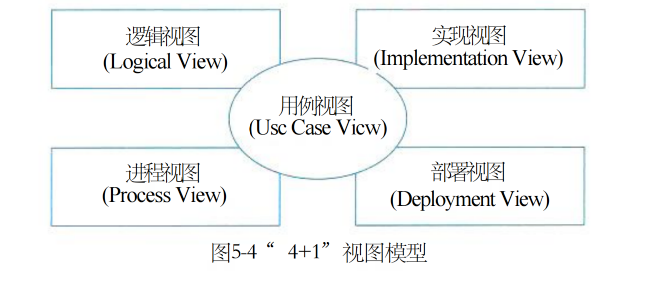 逻辑视图
(Logical View)
实现视图
(Implementation View)
用例视图
(Usc Case Vicw)
进程视图
(Process View)
部署视图
(Deployment View)
图5-4 “ 4+1” 视图模型